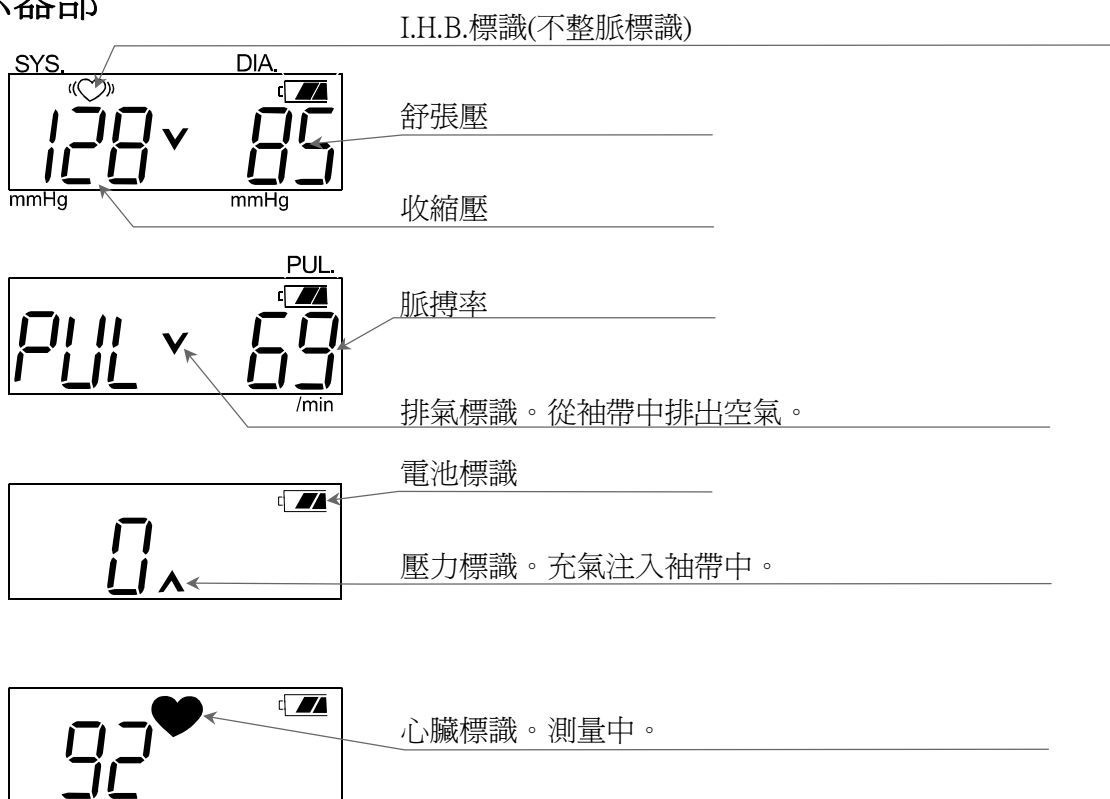 器部
I.H.B.標識(不整脈標識)
SYS. DIA.
128 85
舒張壓
mmHg mmHg
收縮壓
PUL.
PUL 69
脈搏率
/min
排氣標識。從袖帶中排出空氣。
電池標識
0
壓力標識。充氣注入袖帶中。
92
心臟標識。測量中。